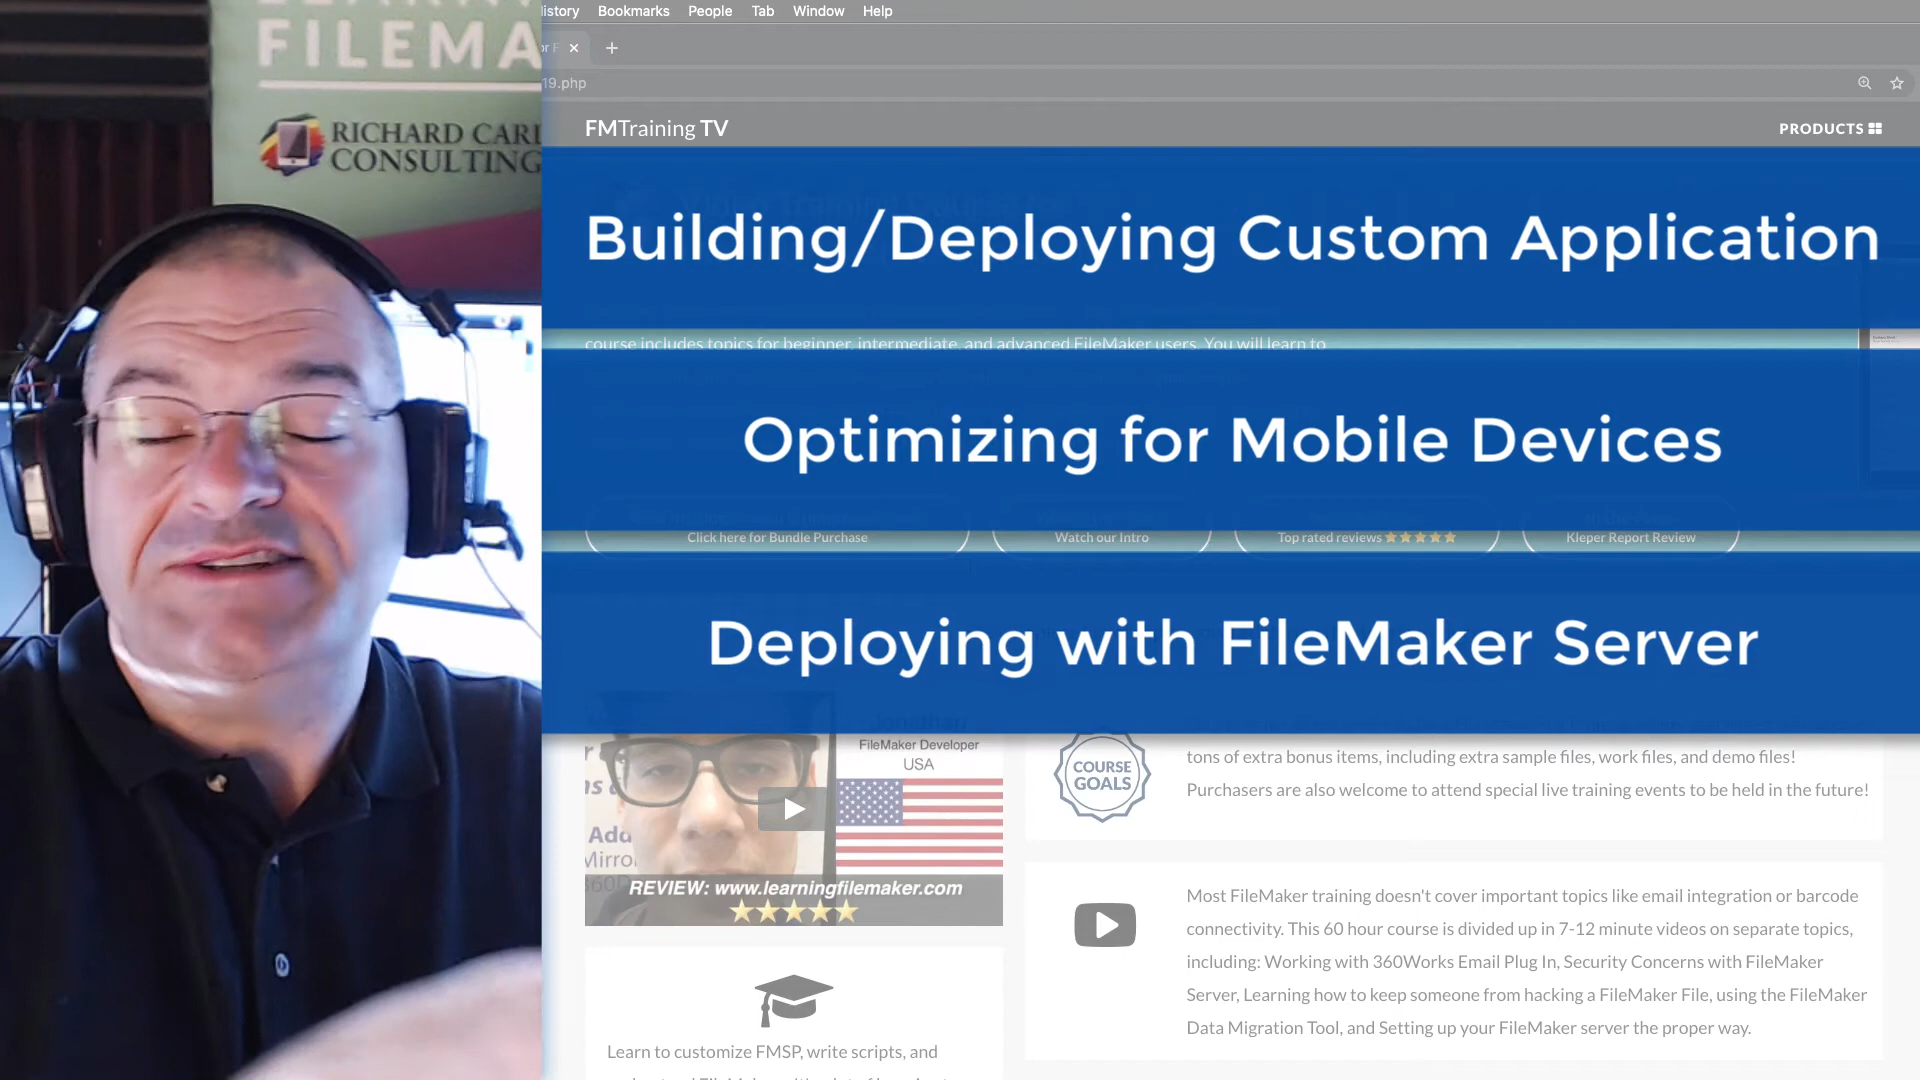 History Bookmarks People Tab Window Help
FILEMA
19.php
RICHARD CARL
CONSULTING
FMTraining TV
PRODUCTS
Building/Deploying Custom Application
course includes topics for beginner, intermediate, and advanced FileMaker users. You will learn to
Optimizing for Mobile Devices
Click here for Bundle Purchase
Watch our Intro
Top rated reviews
Kleper Report Review
Deploying with FileMaker Server
FileMaker Developer
USA
COURSE
GOALS
tons of extra bonus items, including extra sample files, work files, and demo files!
Purchasers are also welcome to attend special live training events to be held in the future!
Add
REVIEW: www.learningfilemaker.com
Most FileMaker training doesn't cover important topics like email integration or barcode
connectivity. This 60 hour course is divided up in 7-12 minute videos on separate topics,
including: Working with 360Works Email Plug In, Security Concerns with FileMaker
Server, Learning how to keep someone from hacking a FileMaker File, using the FileMaker
Data Migration Tool, and Setting up your FileMaker server the proper way.
Learn to customize FMSP, write scripts, and